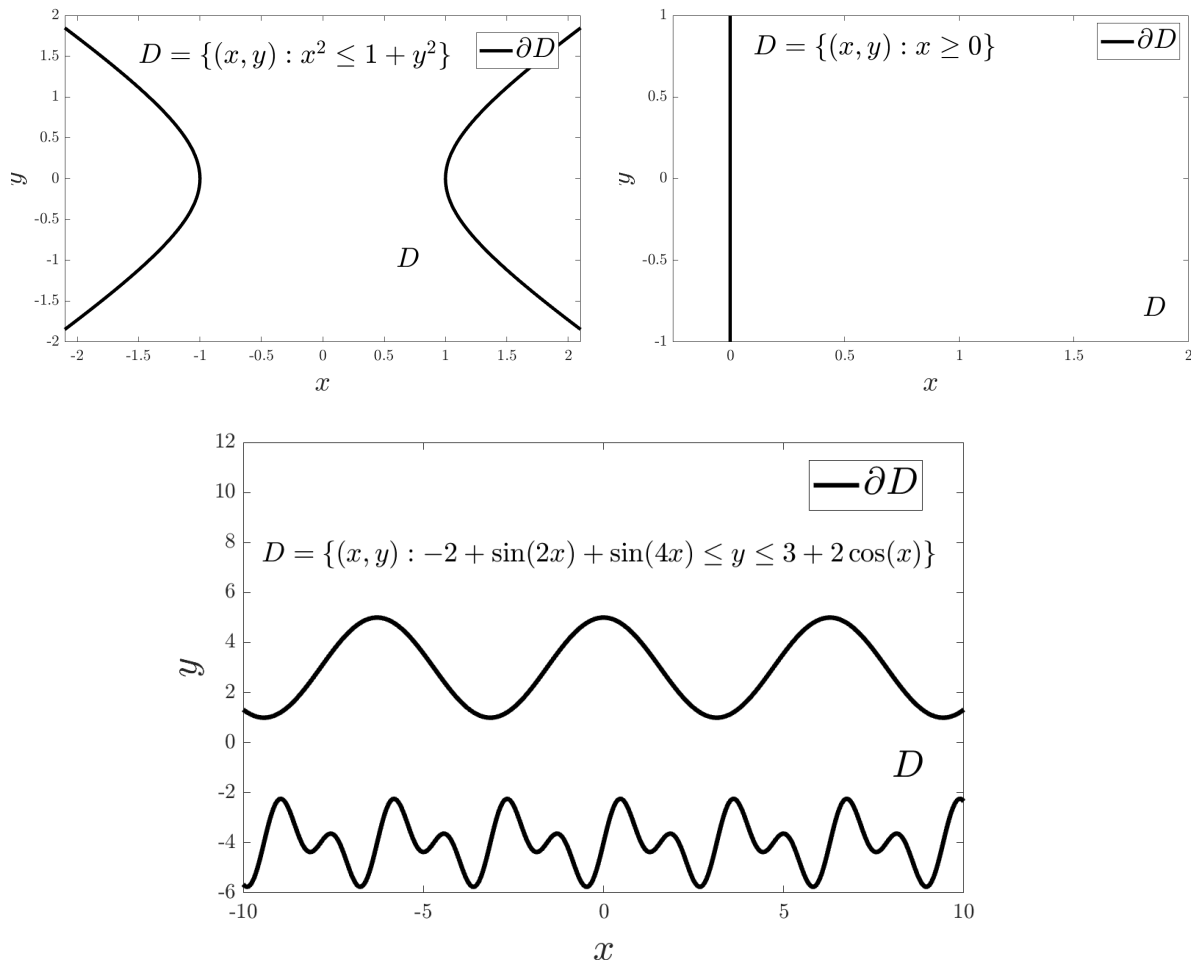 2
D = {(x, y) : x² ≤ 1 + y²}
∂D
1.5
1
0.5
0
-0.5
-1
-1.5
-2
y
D
-2 -1.5 -1 -0.5 0 0.5 1 1.5 2
x
1
D = {(x, y) : x ≥ 0}
∂D
0.5
0
-0.5
-1
y
D
0 0.5 1 1.5 2
x
12
∂D
10
8
D = {(x, y) : −2 + sin(2x) + sin(4x) ≤ y ≤ 3 + 2 cos(x)}
6
4
2
0
-2
-4
-6
y
D
-10 -5 0 5 10
x